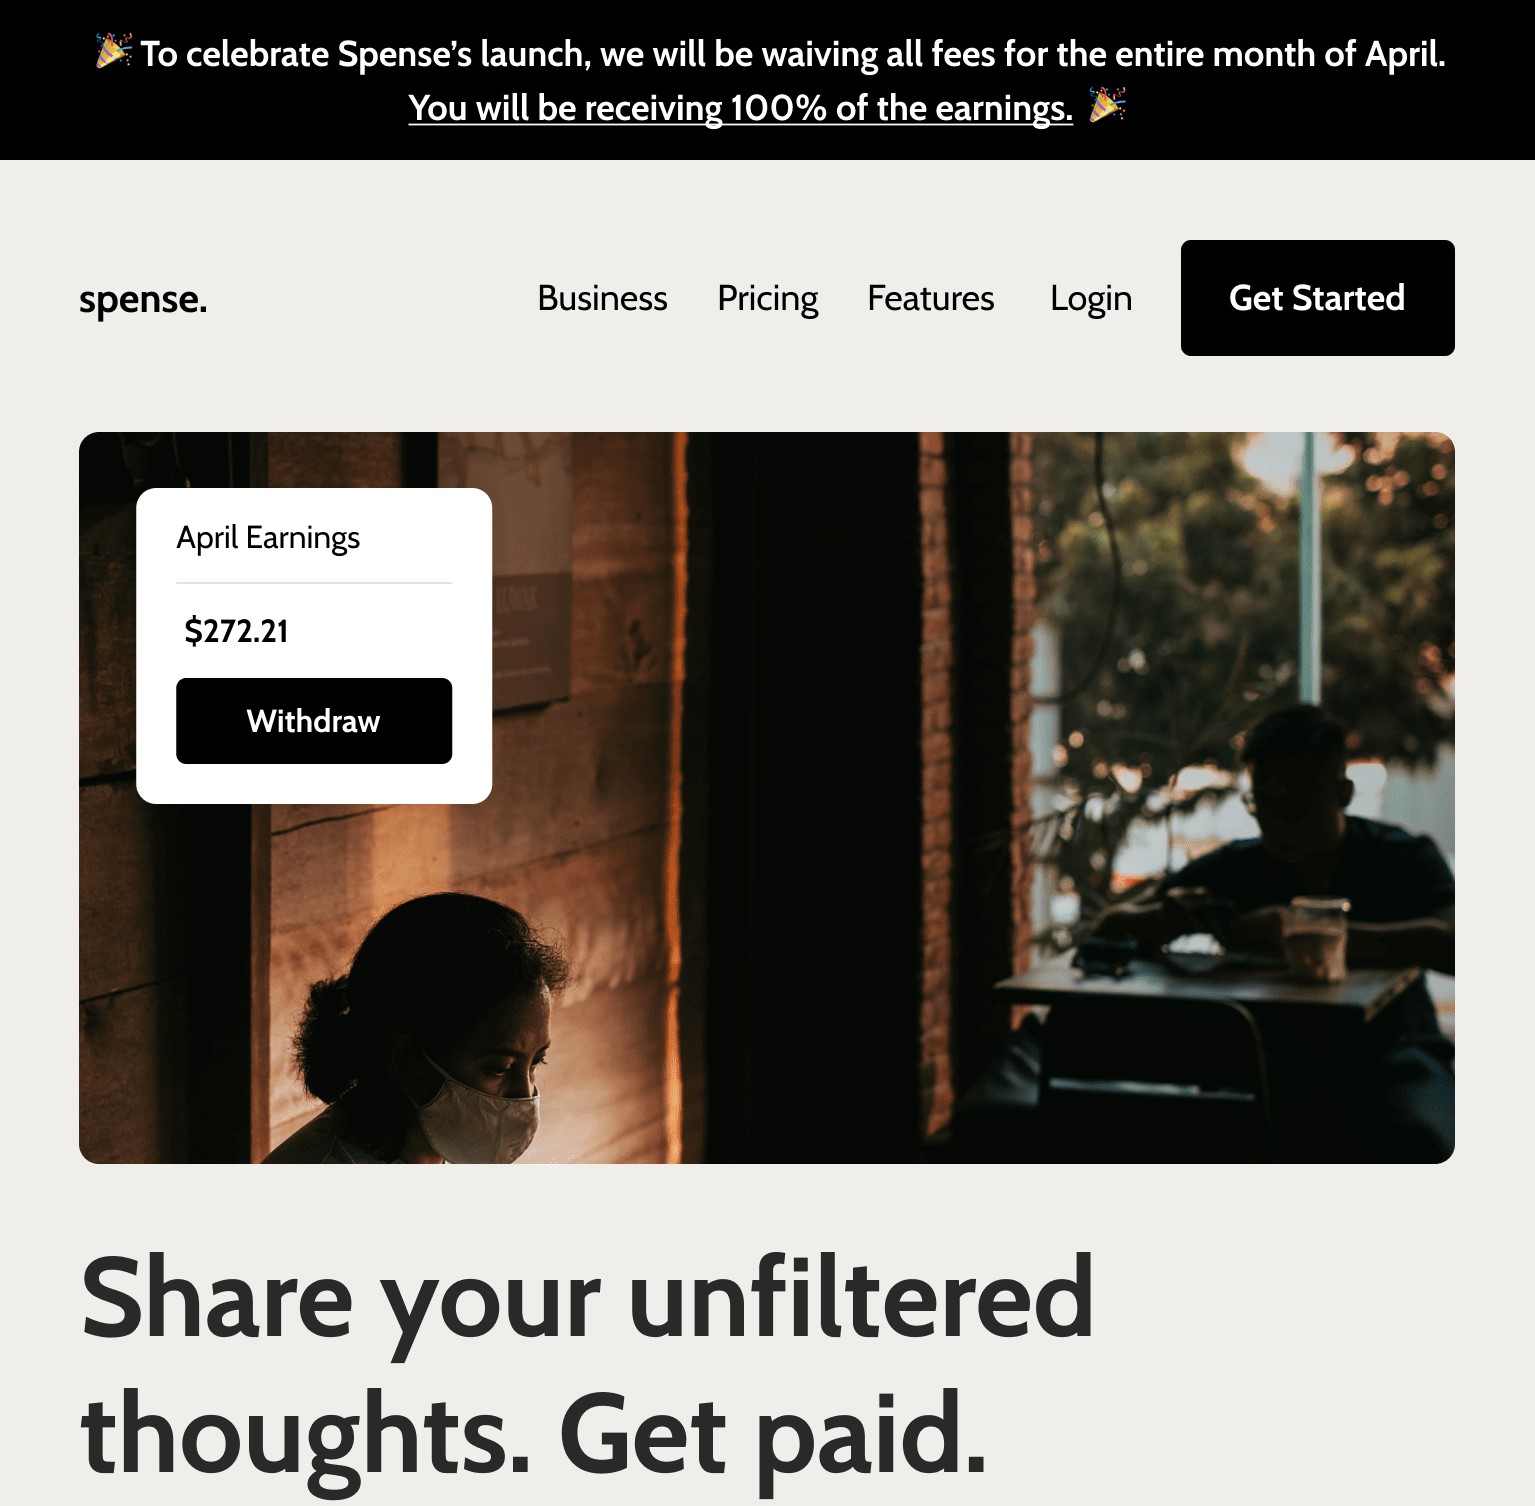 🎉 To celebrate Spense’s launch, we will be waiving all fees for the entire month of April.
You will be receiving 100% of the earnings. 🎉
spense.
Business
Pricing
Features
Login
Get Started
April Earnings
$272.21
Withdraw
Share your unfiltered
thoughts. Get paid.